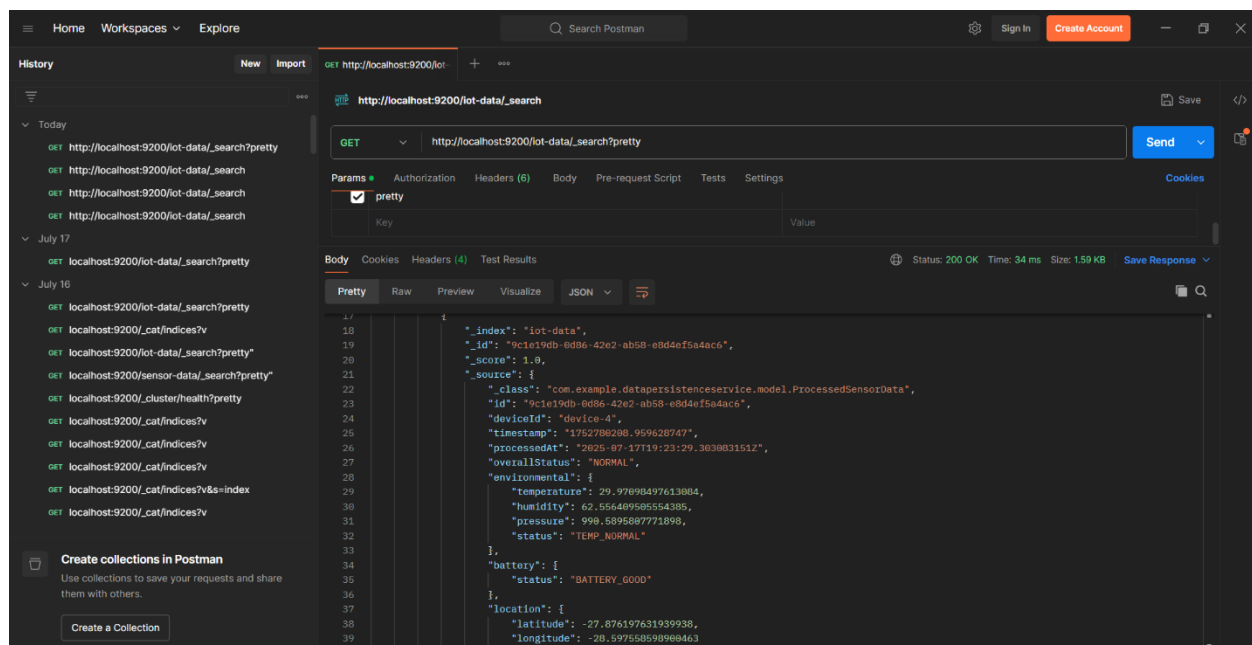 Home Workspaces Explore Search Postman Sign In Create Account
History New Import
GET http://localhost:9200/iot-
http://localhost:9200/iot-data/_search Save
Today
GET http://localhost:9200/iot-data/_search?pretty
GET http://localhost:9200/iot-data/_search
GET http://localhost:9200/iot-data/_search
GET http://localhost:9200/iot-data/_search
July 17
GET localhost:9200/iot-data/_search?pretty
July 16
GET localhost:9200/iot-data/_search?pretty
GET localhost:9200/_cat/indices?v
GET localhost:9200/iot-data/_search?pretty"
GET localhost:9200/sensor-data/_search?pretty"
GET localhost:9200/_cluster/health?pretty
GET localhost:9200/_cat/indices?v
GET localhost:9200/_cat/indices?v
GET localhost:9200/_cat/indices?v
GET localhost:9200/_cat/indices?v&s=index
GET localhost:9200/_cat/indices?v
Create collections in Postman
Use collections to save your requests and share
them with others.
Create a Collection
GET http://localhost:9200/iot-data/_search?pretty Send
Params Authorization Headers (6) Body Pre-request Script Tests Settings Cookies
pretty
Key Value
Body Cookies Headers (4) Test Results Status: 200 OK Time: 34 ms Size: 1.59 KB Save Response
Pretty Raw Preview Visualize JSON
17 {
18 "_index": "iot-data",
19 "_id": "9c1e19db-0d86-42e2-ab58-e8d4ef5a4ac6",
20 "_score": 1.0,
21 "_source": {
22 "_class": "com.example.datapersistenceservice.model.ProcessedSensorData",
23 "id": "9c1e19db-0d86-42e2-ab58-e8d4ef5a4ac6",
24 "deviceId": "device-4",
25 "timestamp": "1752780208.959628747",
26 "processedAt": "2025-07-17T19:23:29.303083151Z",
27 "overallStatus": "NORMAL",
28 "environmental": {
29 "temperature": 29.97098497613084,
30 "humidity": 62.556409505554385,
31 "pressure": 990.5895807771898,
32 "status": "TEMP_NORMAL"
33 },
34 "battery": {
35 "status": "BATTERY_GOOD"
36 },
37 "location": {
38 "latitude": -27.876197631939938,
39 "longitude": -28.597558598900463